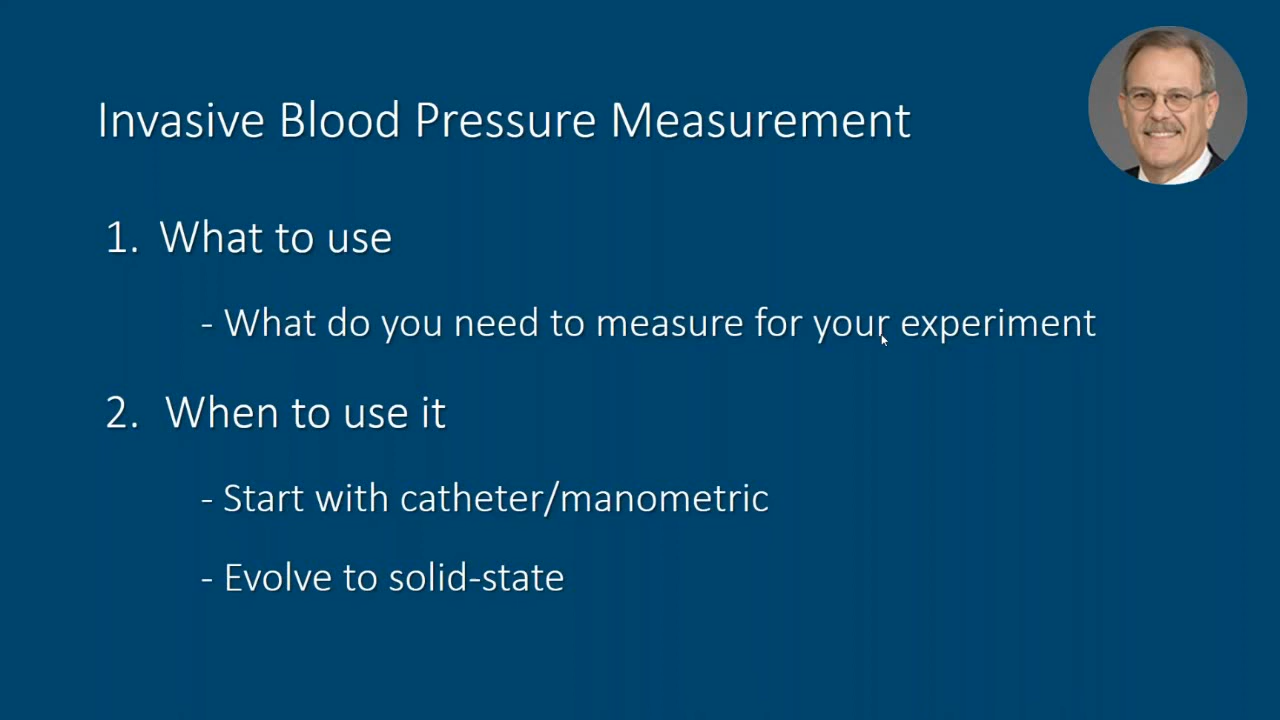 Invasive Blood Pressure Measurement
1. What to use
- What do you need to measure for your experiment
2. When to use it
- Start with catheter/manometric
- Evolve to solid-state